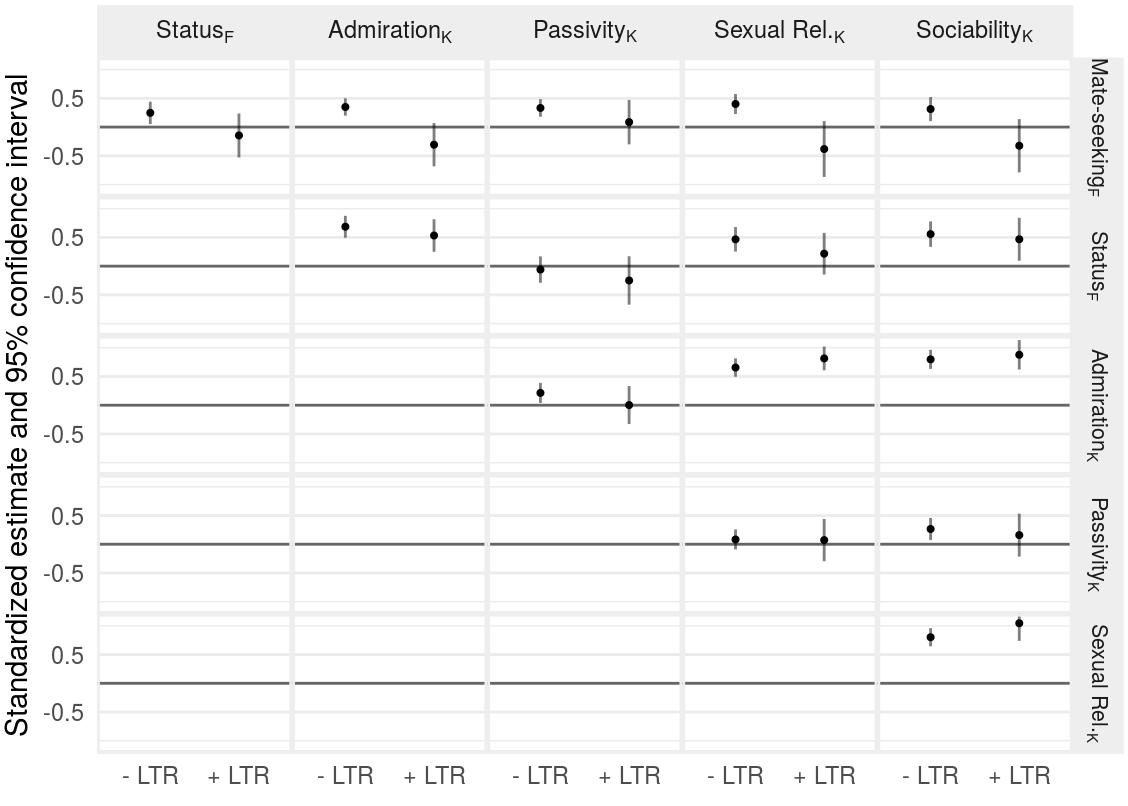 Status_F Admiration_K Passivity_K Sexual Rel._K Sociability_K
Standardized estimate and 95% confidence interval
0.5
-0.5
Mate-seeking_F
0.5
-0.5
Status_F
0.5
-0.5
Admiration_K
0.5
-0.5
Passivity_K
0.5
-0.5
Sexual Rel._K
- LTR + LTR - LTR + LTR - LTR + LTR - LTR + LTR - LTR + LTR